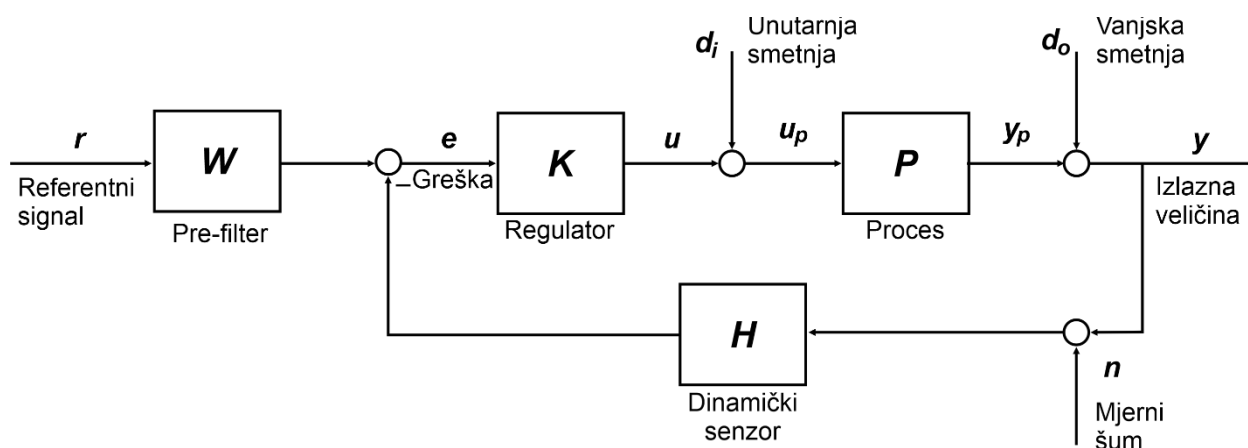 Unutarnja
smetnja
d_i
Vanjska
smetnja
d_o
r
W
e
K
u
u_p
P
y_p
y
Referentni
signal
Pre-filter
–Greška
Regulator
Proces
Izlazna
veličina
H
Dinamički
senzor
n
Mjerni
šum